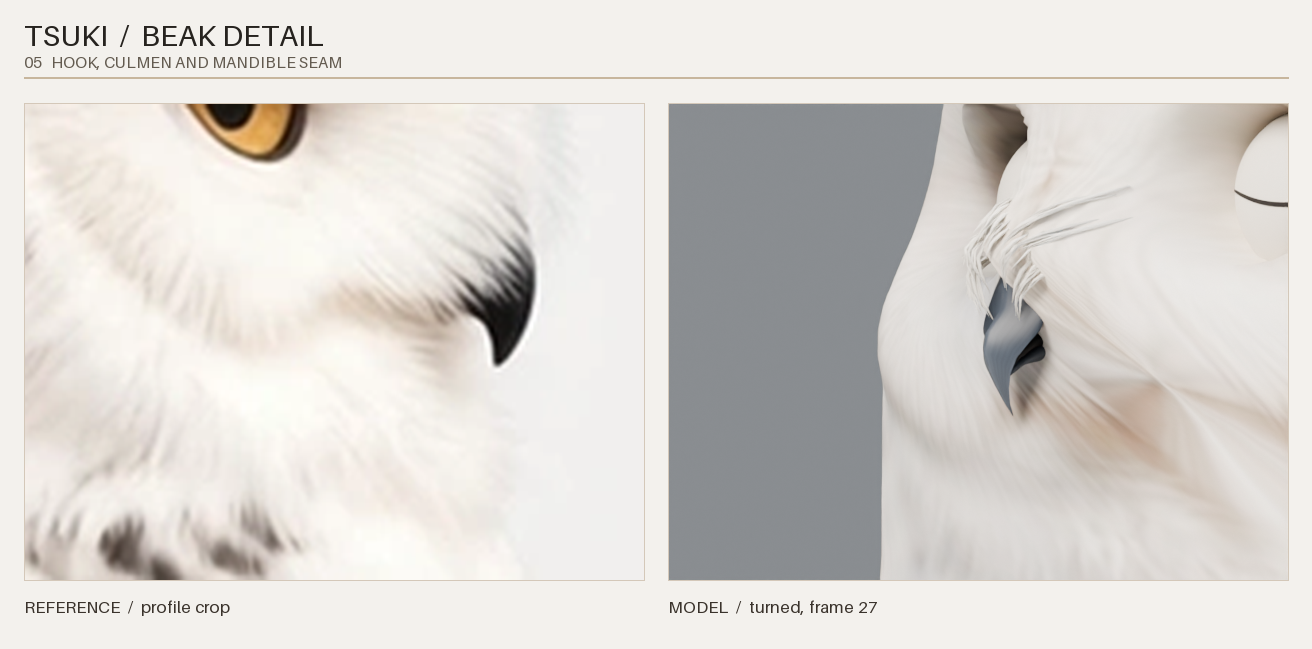 TSUKI / BEAK DETAIL
05 HOOK, CULMEN AND MANDIBLE SEAM
REFERENCE / profile crop
MODEL / turned, frame 27